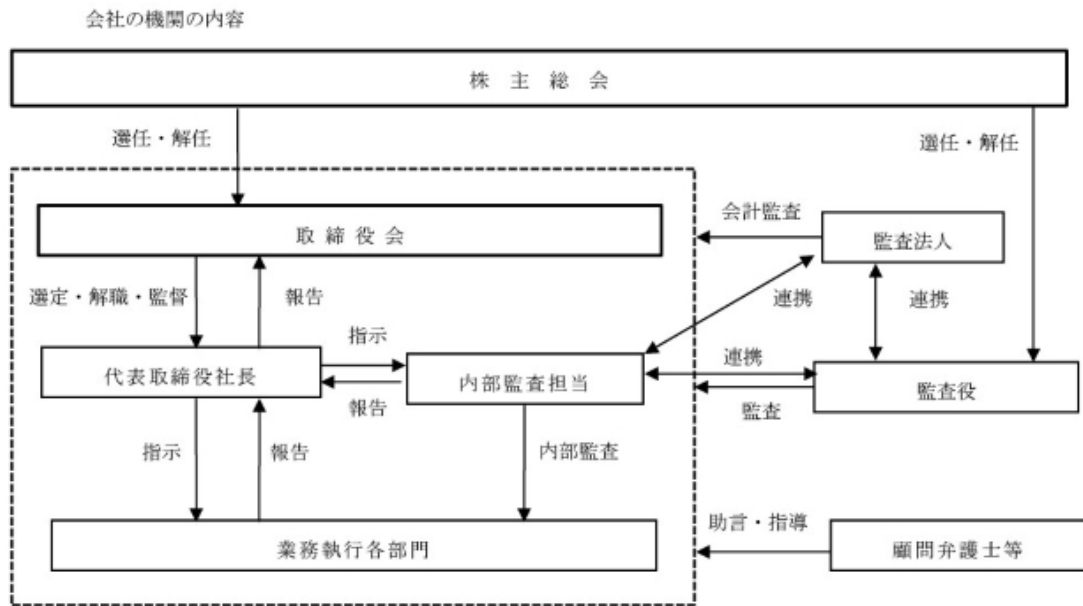 会社の機関の内容
株主総会
選任・解任
選任・解任
会計監査
監査法人
取締役会
選定・解職・監督
報告
連携
連携
指示
代表取締役社長
内部監査担当
連携
監査役
報告
監査
指示
報告
内部監査
助言・指導
業務執行各部門
顧問弁護士等